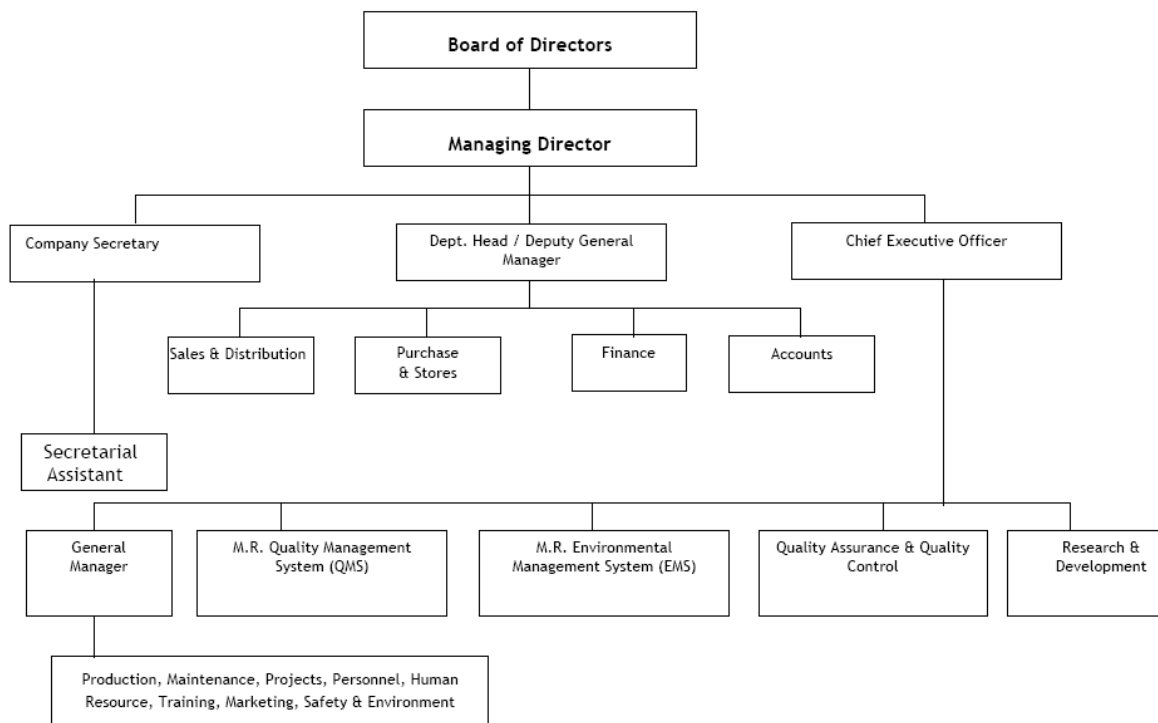 Board of Directors
Managing Director
Company Secretary
Dept. Head / Deputy General
Manager
Chief Executive Officer
Sales & Distribution
Purchase
& Stores
Finance
Accounts
Secretarial
Assistant
General
Manager
M.R. Quality Management
System (QMS)
M.R. Environmental
Management System (EMS)
Quality Assurance & Quality
Control
Research &
Development
Production, Maintenance, Projects, Personnel, Human
Resource, Training, Marketing, Safety & Environment